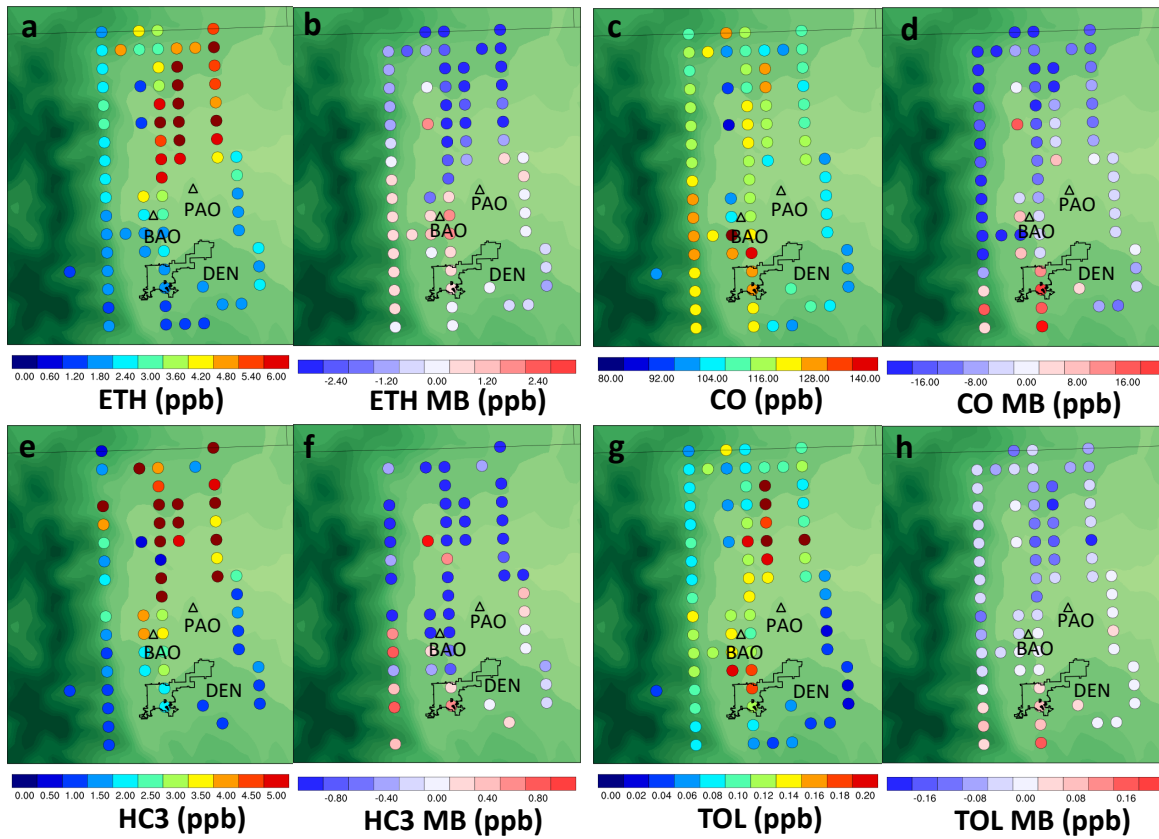 a
b
c
d
PAO
BAO
DEN
PAO
BAO
DEN
PAO
BAO
DEN
PAO
BAO
DEN
0.00 0.60 1.20 1.80 2.40 3.00 3.60 4.20 4.80 5.40 6.00
ETH (ppb)
-2.40 -1.20 0.00 1.20 2.40
ETH MB (ppb)
80.00 92.00 104.00 116.00 128.00 140.00
CO (ppb)
-16.00 -8.00 0.00 8.00 16.00
CO MB (ppb)
e
f
g
h
PAO
BAO
DEN
PAO
BAO
DEN
PAO
BAO
DEN
PAO
BAO
DEN
0.00 0.50 1.00 1.50 2.00 2.50 3.00 3.50 4.00 4.50 5.00
HC3 (ppb)
-0.80 -0.40 0.00 0.40 0.80
HC3 MB (ppb)
0.00 0.02 0.04 0.06 0.08 0.10 0.12 0.14 0.16 0.18 0.20
TOL (ppb)
-0.16 -0.08 0.00 0.08 0.16
TOL MB (ppb)